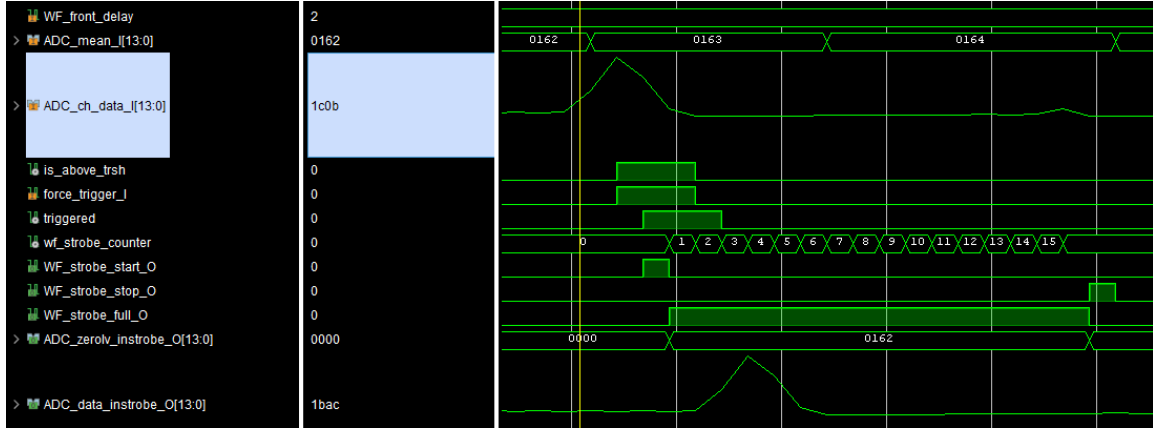 WF_front_delay 2
ADC_mean_I[13:0] 0162 0162 0163 0164
ADC_ch_data_I[13:0] 1c0b
is_above_trsh 0
force_trigger_I 0
triggered 0
wf_strobe_counter 0 0 1 2 3 4 5 6 7 8 9 10 11 12 13 14 15
WF_strobe_start_O 0
WF_strobe_stop_O 0
WF_strobe_full_O 0
ADC_zerolv_instrobe_O[13:0] 0000 0000 0162
ADC_data_instrobe_O[13:0] 1bac